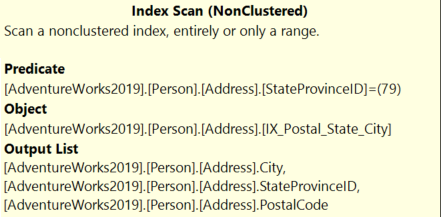 Index Scan (NonClustered)
Scan a nonclustered index, entirely or only a range.
Predicate
[AdventureWorks2019].[Person].[Address].[StateProvinceID]=(79)
Object
[AdventureWorks2019].[Person].[Address].[IX_Postal_State_City]
Output List
[AdventureWorks2019].[Person].[Address].City,
[AdventureWorks2019].[Person].[Address].StateProvinceID,
[AdventureWorks2019].[Person].[Address].PostalCode